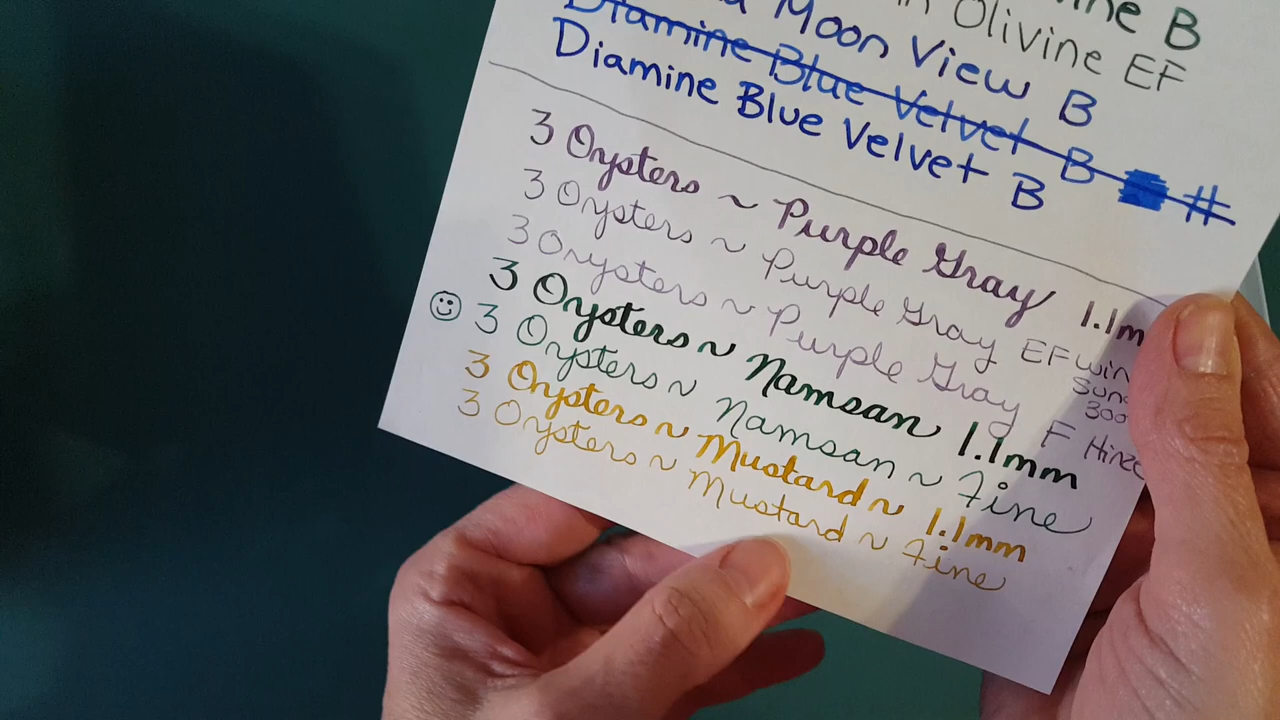 ine B
Olivine EF
Moon View B
Diamine Blue Velvet B #
Diamine Blue Velvet B
3 Oysters ~ Purple Gray 1.1m
3 Oysters ~ Purple Gray EF
3 Orysters ~ Purple Gray F
3 Oysters ~ Namsan 1.1mm
3 Oysters ~ Namsan ~ Fine
3 Oysters ~ Mustard ~ 1.1mm
3 Oysters ~ Mustard ~ Fine